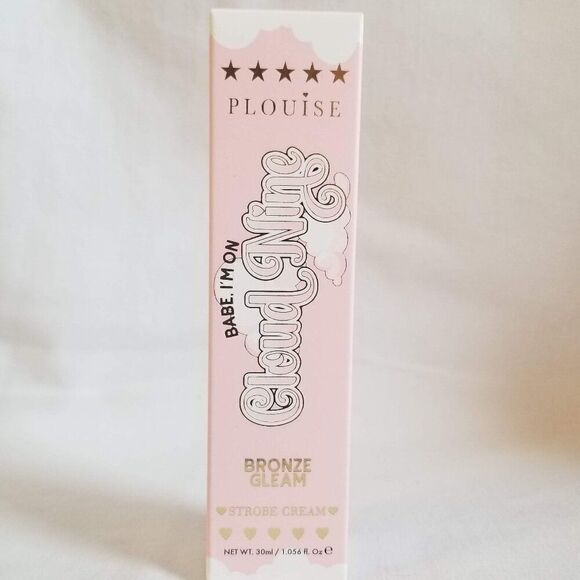 PLOUISE
BABE, I'M ON
Cloud Nine
BRONZE
GLEAM
STROBE CREAM
NET WT. 30ml / 1.056 fl. Oz ℮